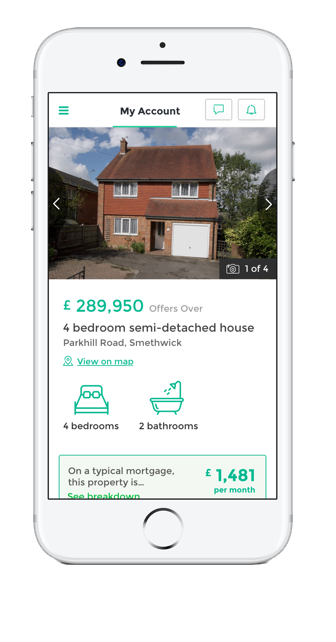 My Account
1 of 4
£ 289,950 Offers Over
4 bedroom semi-detached house
Parkhill Road, Smethwick
View on map
4 bedrooms 2 bathrooms
On a typical mortgage,
this property is...
£ 1,481
per month
See breakdown